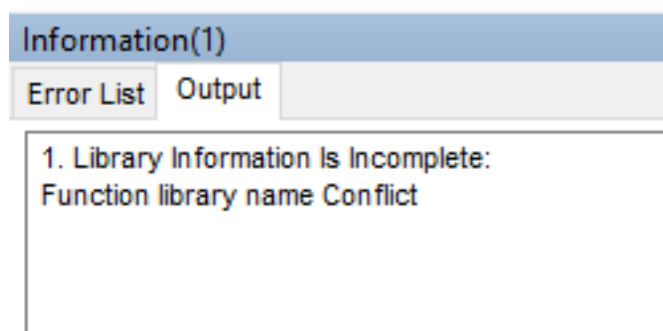 Information(1)
Error List Output
1. Library Information Is Incomplete:
Function library name Conflict